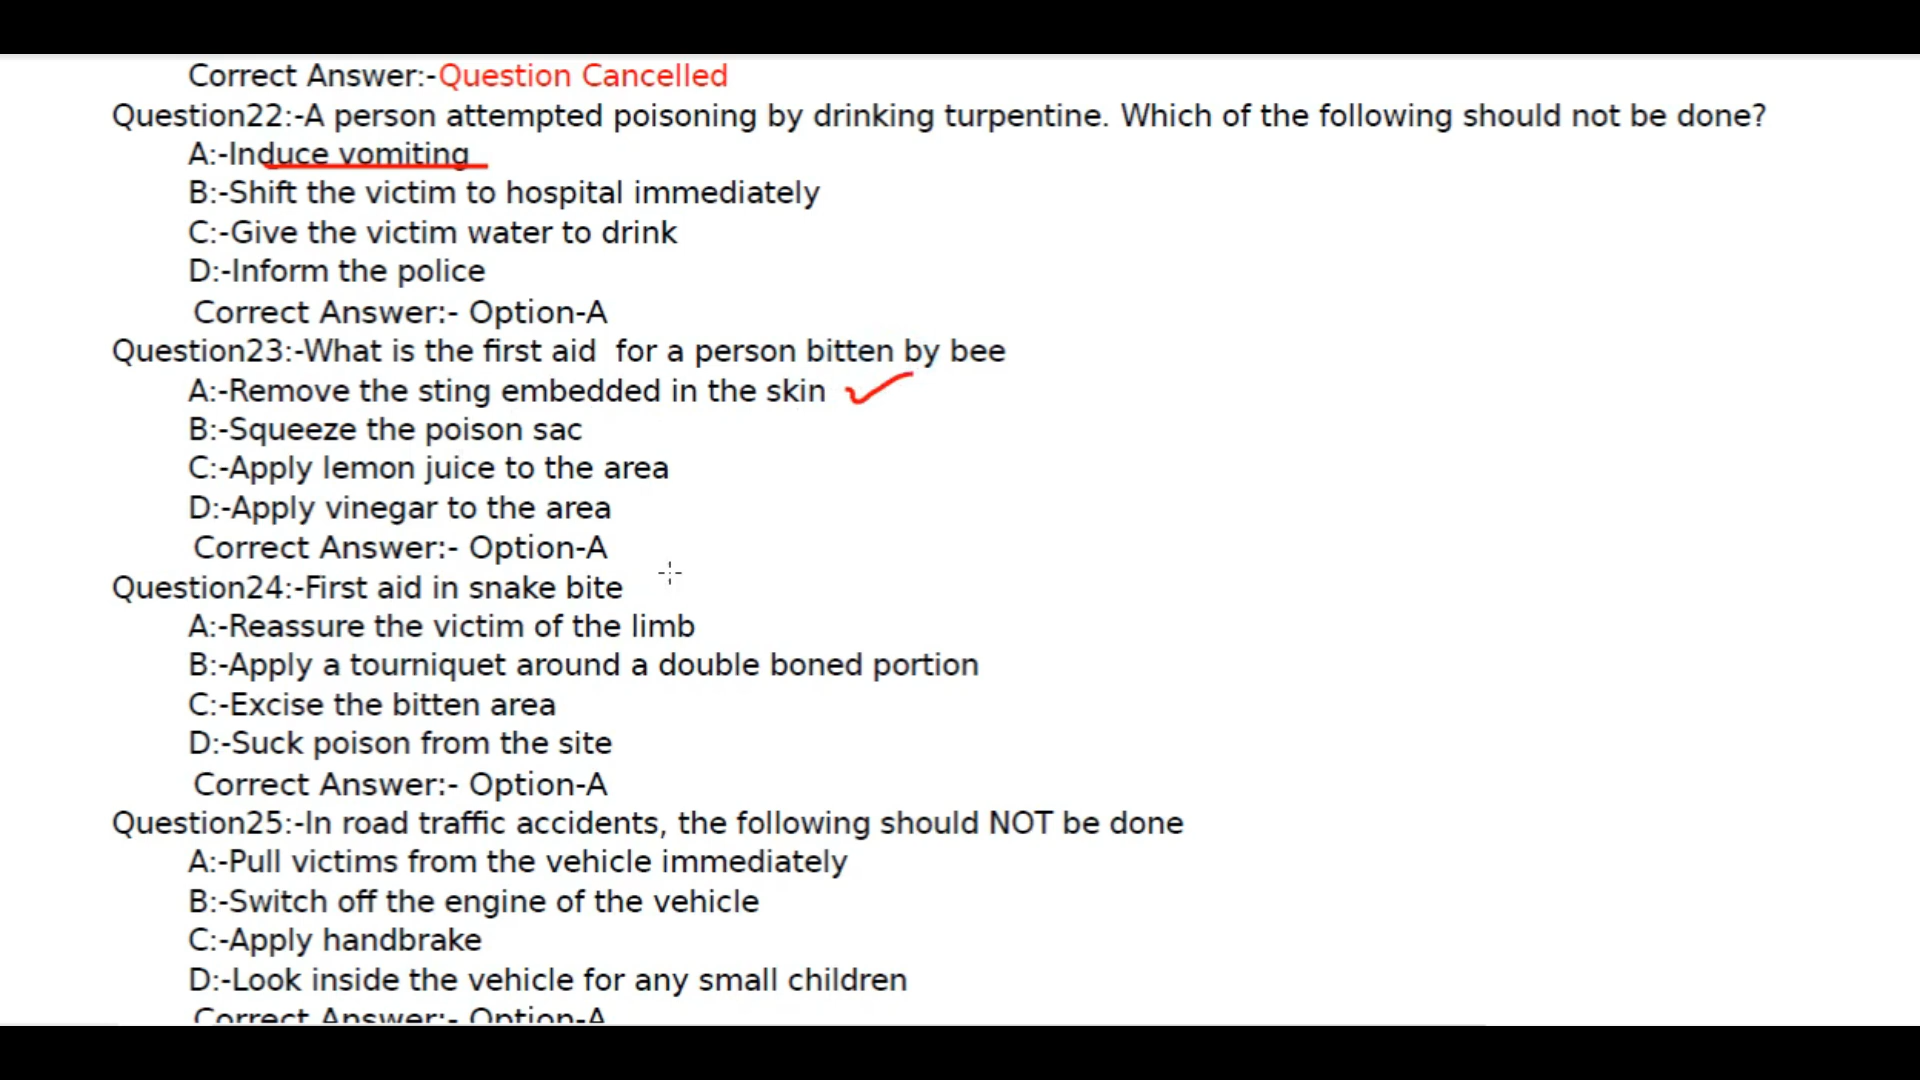 Correct Answer:-Question Cancelled
Question22:-A person attempted poisoning by drinking turpentine. Which of the following should not be done?
A:-Induce vomiting
B:-Shift the victim to hospital immediately
C:-Give the victim water to drink
D:-Inform the police
Correct Answer:- Option-A
Question23:-What is the first aid  for a person bitten by bee
A:-Remove the sting embedded in the skin
B:-Squeeze the poison sac
C:-Apply lemon juice to the area
D:-Apply vinegar to the area
Correct Answer:- Option-A
Question24:-First aid in snake bite
A:-Reassure the victim of the limb
B:-Apply a tourniquet around a double boned portion
C:-Excise the bitten area
D:-Suck poison from the site
Correct Answer:- Option-A
Question25:-In road traffic accidents, the following should NOT be done
A:-Pull victims from the vehicle immediately
B:-Switch off the engine of the vehicle
C:-Apply handbrake
D:-Look inside the vehicle for any small children
Correct Answer:- Option-A